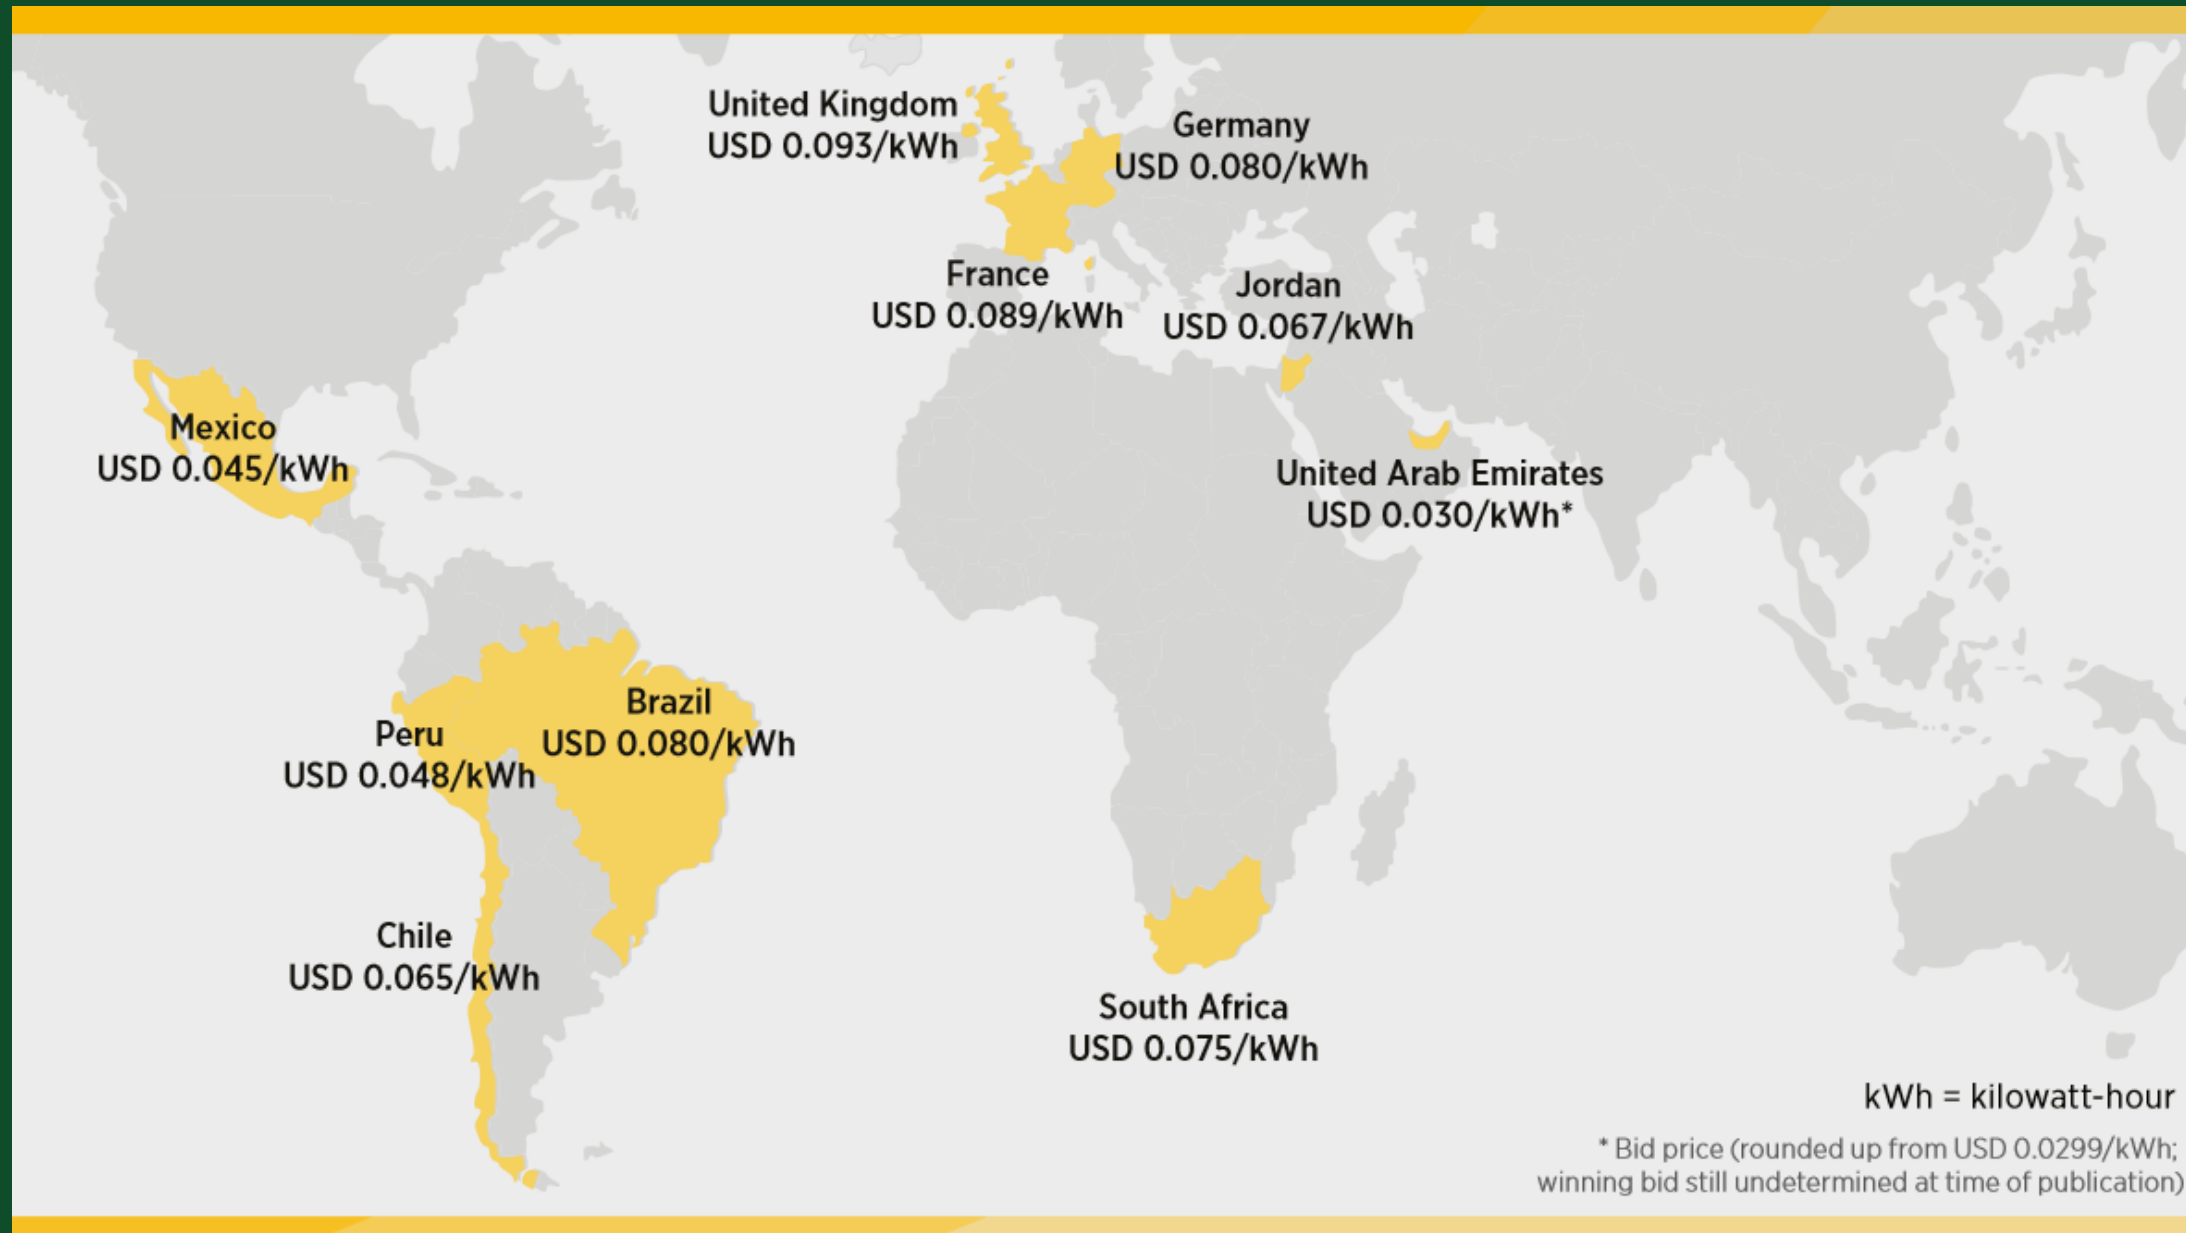 United Kingdom
USD 0.093/kWh
Germany
USD 0.080/kWh
France
USD 0.089/kWh
Jordan
USD 0.067/kWh
Mexico
USD 0.045/kWh
United Arab Emirates
USD 0.030/kWh*
Brazil
USD 0.080/kWh
Peru
USD 0.048/kWh
Chile
USD 0.065/kWh
South Africa
USD 0.075/kWh
kWh = kilowatt-hour
* Bid price (rounded up from USD 0.0299/kWh;
winning bid still undetermined at time of publication)